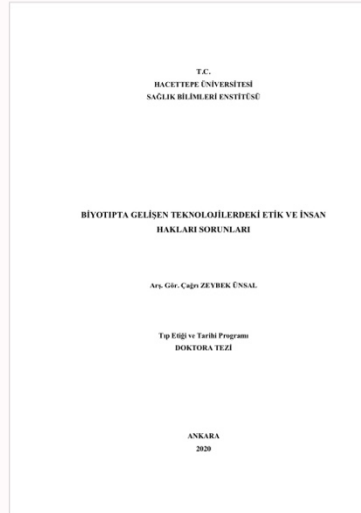 T.C.
HACETTEPE ÜNİVERSİTESİ
SAĞLIK BİLİMLERİ ENSTİTÜSÜ
BİYOTIPTA GELİŞEN TEKNOLOJİLERDEKİ ETİK VE İNSAN
HAKLARI SORUNLARI
Arş. Gör. Çağrı ZEYBEK ÜNSAL
Tıp Etiği ve Tarihi Programı
DOKTORA TEZİ
ANKARA
2020